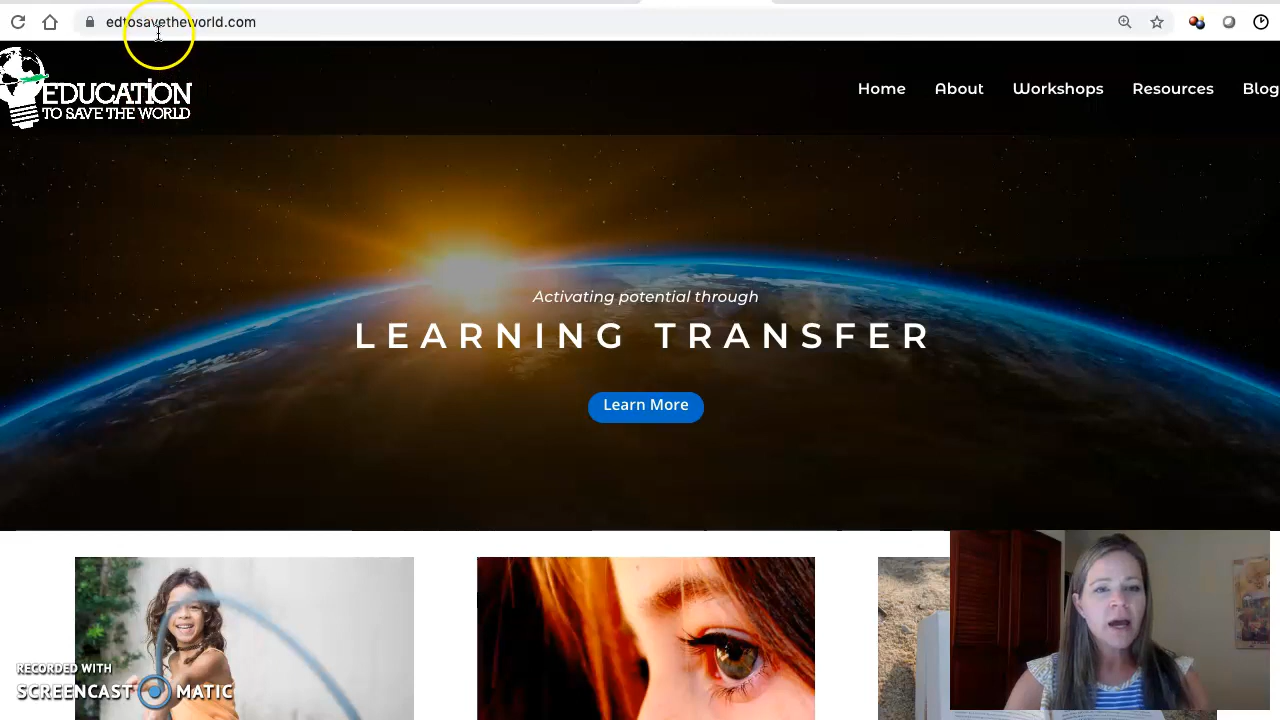 edtosavetheworld.com
EDUCATION
TO SAVE THE WORLD
Home About Workshops Resources Blog
Activating potential through
LEARNING TRANSFER
Learn More
RECORDED WITH
SCREENCAST MATIC